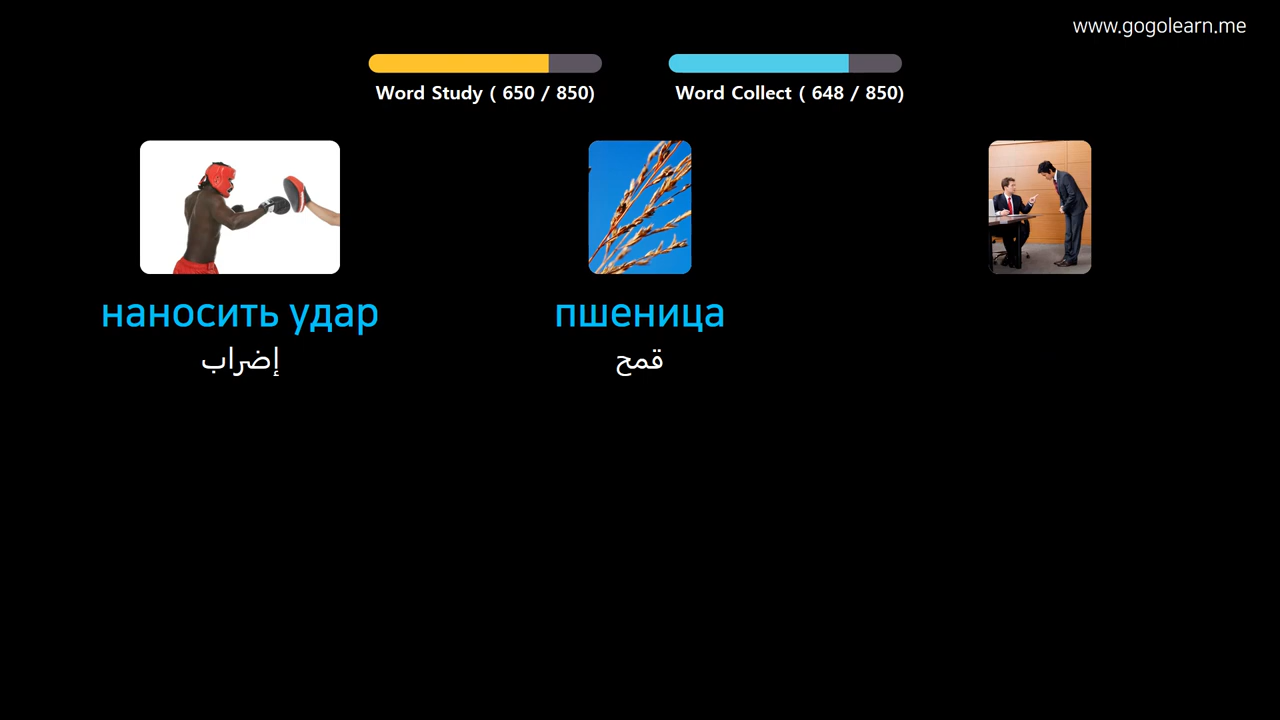 www.gogolearn.me
Word Study ( 650 / 850)
Word Collect ( 648 / 850)
наносить удар
إضراب
пшеница
قمح